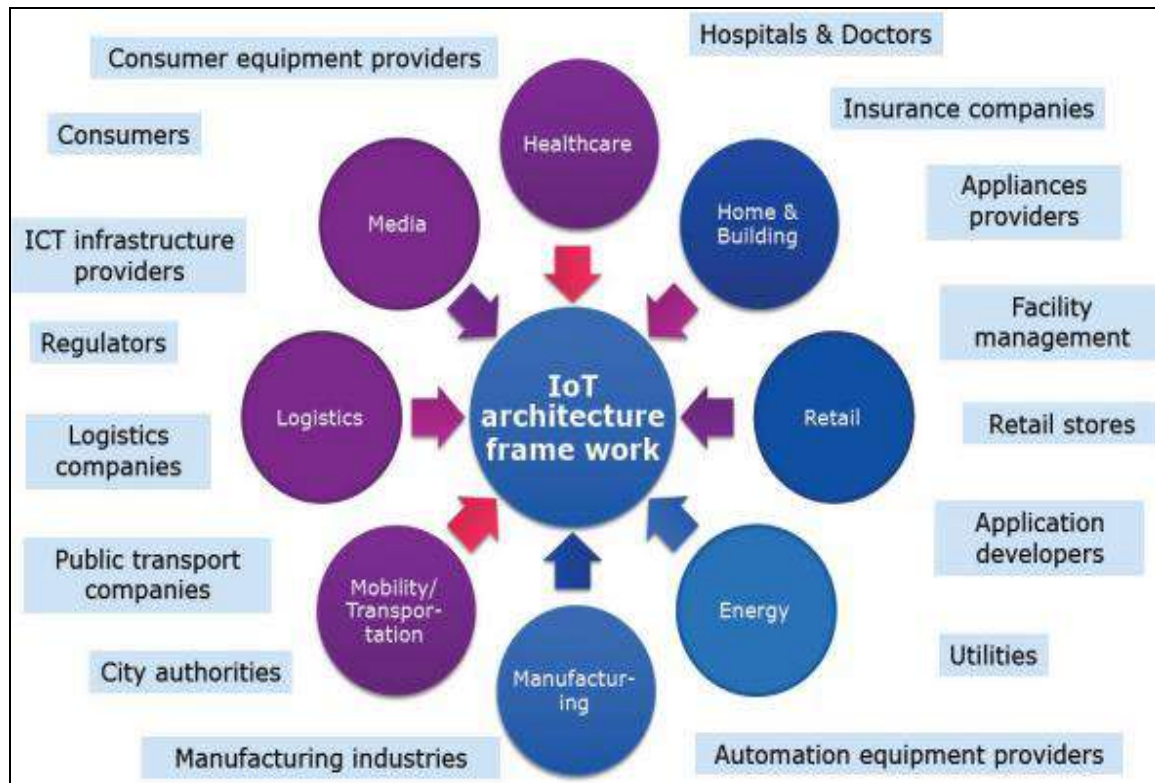 Hospitals & Doctors
Consumer equipment providers
Healthcare
Insurance companies
Consumers
Media
Home &
Building
Appliances
providers
ICT infrastructure
providers
Facility
management
Regulators
IoT
architecture
frame work
Logistics
Retail
Retail stores
Logistics
companies
Application
developers
Public transport
companies
Mobility/
Transpor-
tation
Energy
Utilities
City authorities
Manufactur-
ing
Manufacturing industries
Automation equipment providers